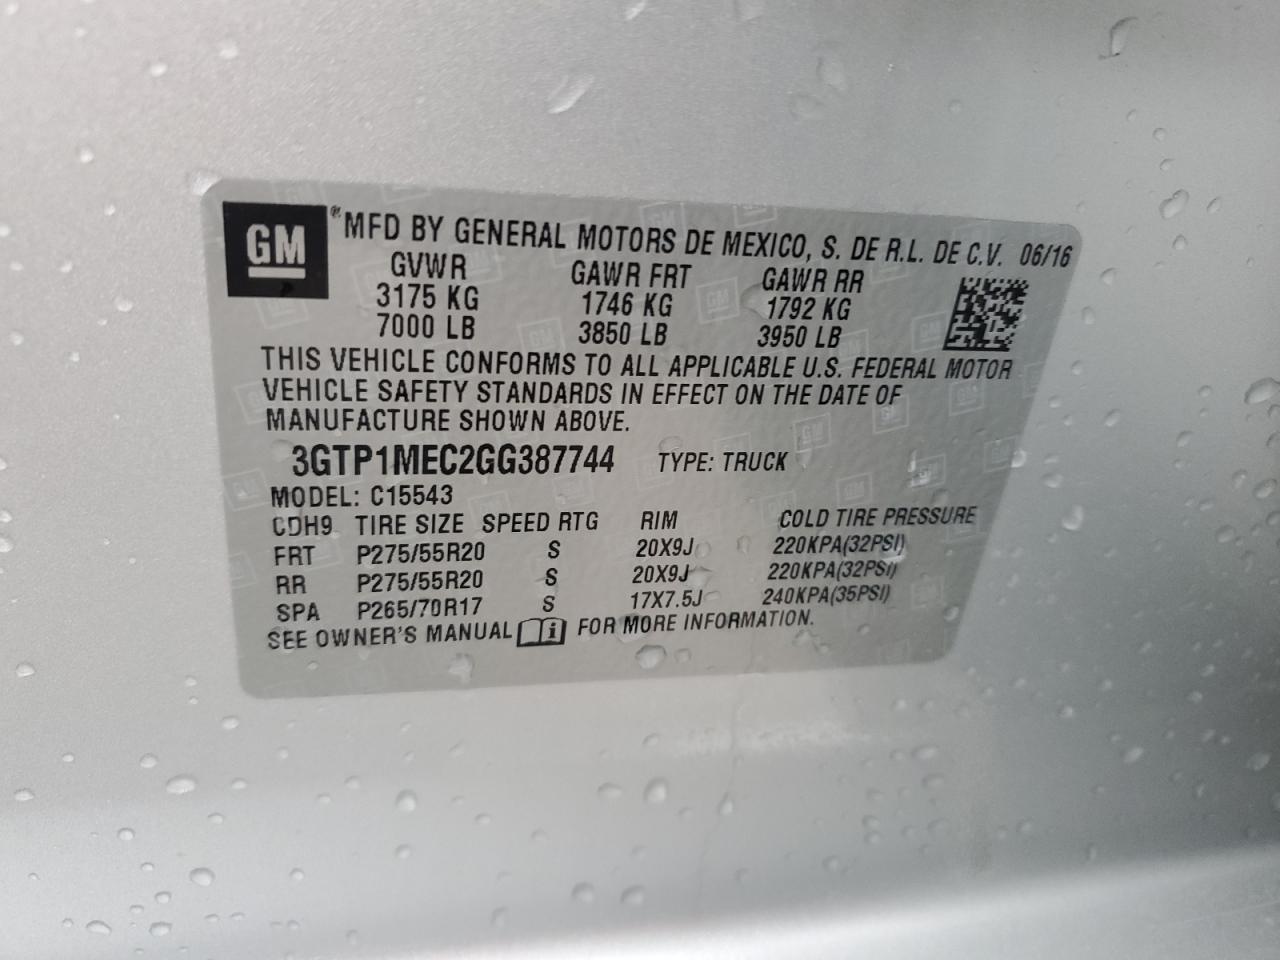 GM ® MFD BY GENERAL MOTORS DE MEXICO, S. DE R.L. DE C.V. 06/16
GVWR GAWR FRT GAWR RR
3175 KG 1746 KG 1792 KG
7000 LB 3850 LB 3950 LB
THIS VEHICLE CONFORMS TO ALL APPLICABLE U.S. FEDERAL MOTOR
VEHICLE SAFETY STANDARDS IN EFFECT ON THE DATE OF
MANUFACTURE SHOWN ABOVE.
3GTP1MEC2GG387744 TYPE: TRUCK
MODEL: C15543
CDH9 TIRE SIZE SPEED RTG RIM COLD TIRE PRESSURE
FRT P275/55R20 S 20X9J 220KPA(32PSI)
RR P275/55R20 S 20X9J 220KPA(32PSI)
SPA P265/70R17 S 17X7.5J 240KPA(35PSI)
SEE OWNER'S MANUAL i FOR MORE INFORMATION.